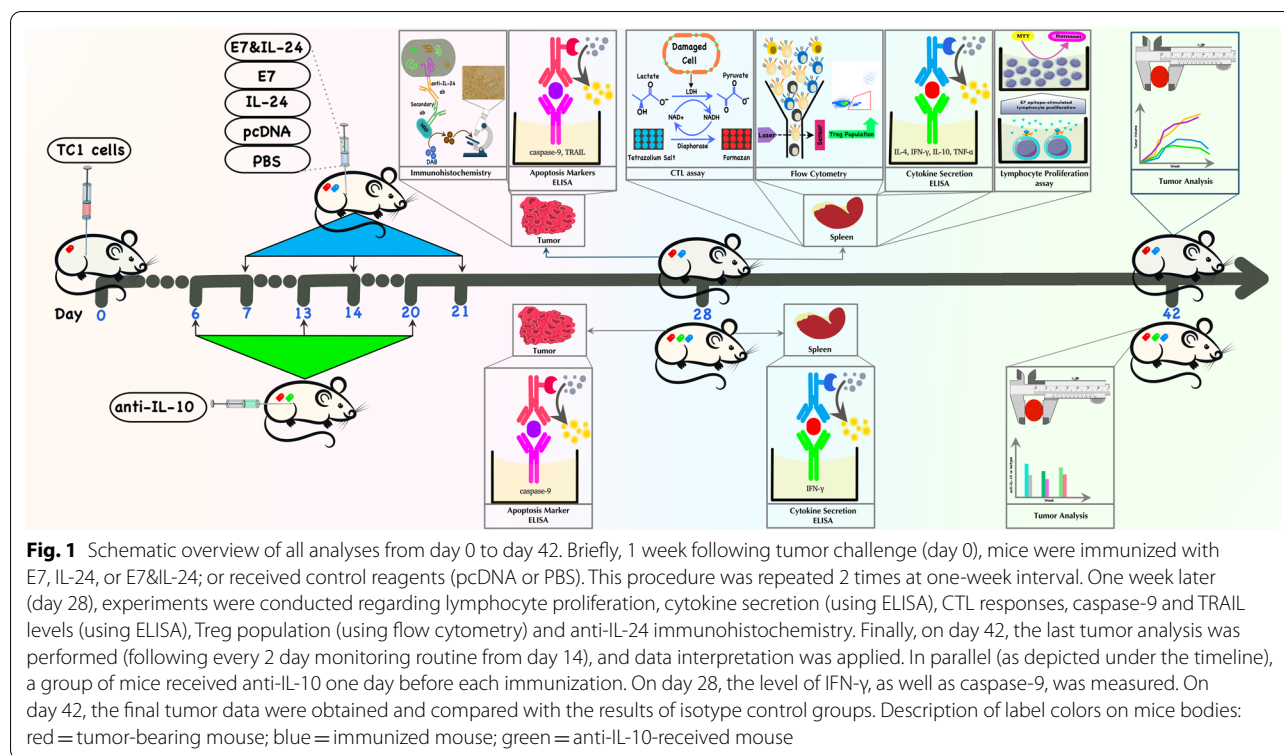 E7&IL-24
E7
IL-24
pcDNA
PBS
TC1 cells
anti-IL-24
ab
Secondary
ab
DAB
Immunohistochemistry
caspase-9, TRAIL
Apoptosis Markers
ELISA
Damaged
Cell
Lactate
LDH
Pyruvate
NAD+
NADH
Diaphorase
Tetrazolium Salt
Formazan
CTL assay
Laser
Sensor
Treg Pupulation
Flow Cytometry
IL-4, IFN-γ, IL-10, TNF-α
Cytokine Secretion
ELISA
MTT
Formazan
E7 epitope-stimulated
lymphocyte proliferation
Lymphocyte Proliferation
assay
Tumor Volume
Week
Tumor Analysis
Tumor
Spleen
Day
0
6
7
13
14
20
21
28
42
anti-IL-10
Tumor
Spleen
caspase-9
Apoptosis Marker
ELISA
IFN-γ
Cytokine Secretion
ELISA
Week
Tumor Analysis
Fig. 1 Schematic overview of all analyses from day 0 to day 42. Briefly, 1 week following tumor challenge (day 0), mice were immunized with
E7, IL-24, or E7&IL-24; or received control reagents (pcDNA or PBS). This procedure was repeated 2 times at one-week interval. One week later
(day 28), experiments were conducted regarding lymphocyte proliferation, cytokine secretion (using ELISA), CTL responses, caspase-9 and TRAIL
levels (using ELISA), Treg population (using flow cytometry) and anti-IL-24 immunohistochemistry. Finally, on day 42, the last tumor analysis was
performed (following every 2 day monitoring routine from day 14), and data interpretation was applied. In parallel (as depicted under the timeline),
a group of mice received anti-IL-10 one day before each immunization. On day 28, the level of IFN-γ, as well as caspase-9, was measured. On
day 42, the final tumor data were obtained and compared with the results of isotype control groups. Description of label colors on mice bodies:
red = tumor-bearing mouse; blue = immunized mouse; green = anti-IL-10-received mouse